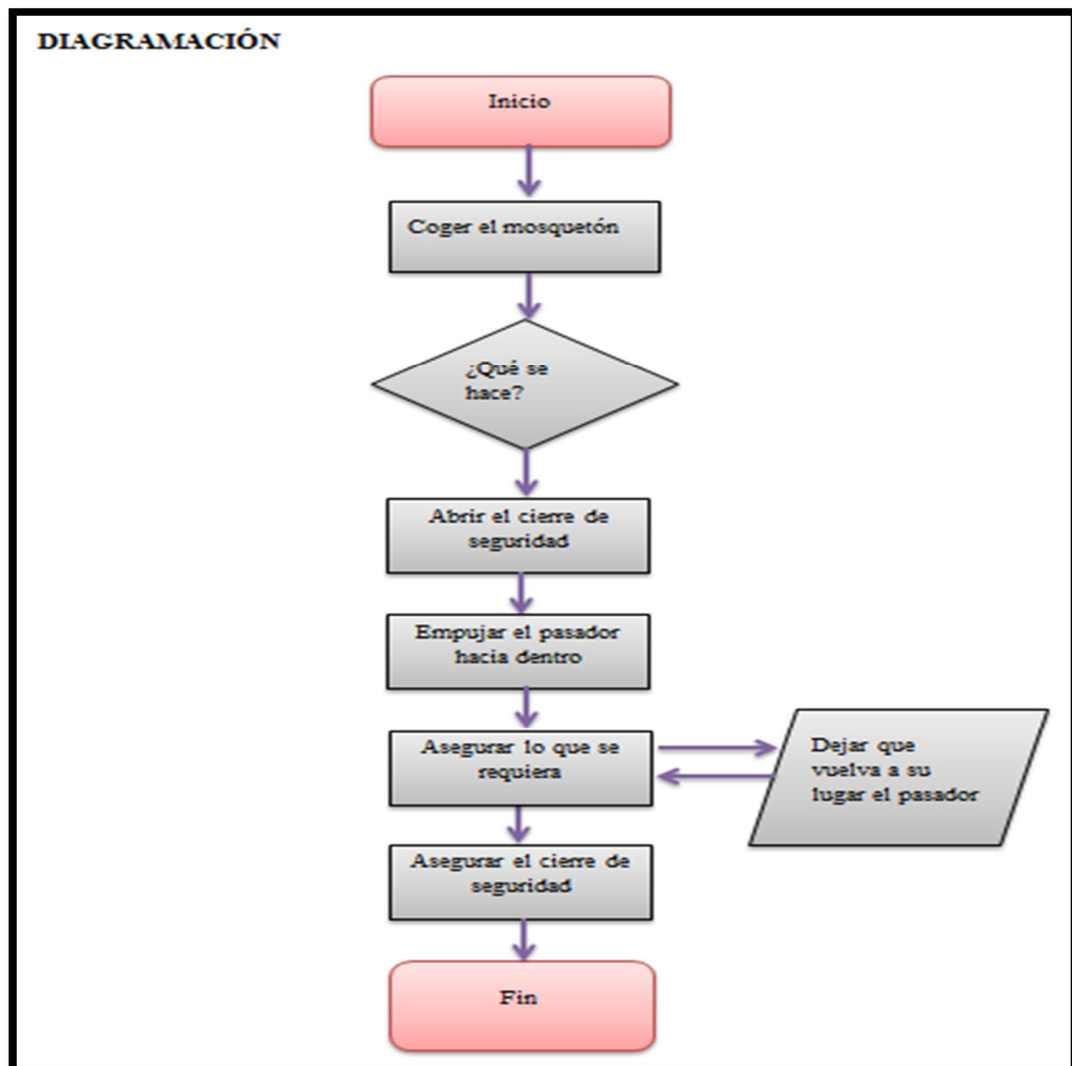 DIAGRAMACIÓN
Inicio
Coger el mosquetón
¿Qué se
hace?
Abrir el cierre de
seguridad
Empujar el pasador
hacia dentro
Asegurar lo que se
requiera
Dejar que
vuelva a su
lugar el pasador
Asegurar el cierre de
seguridad
Fin